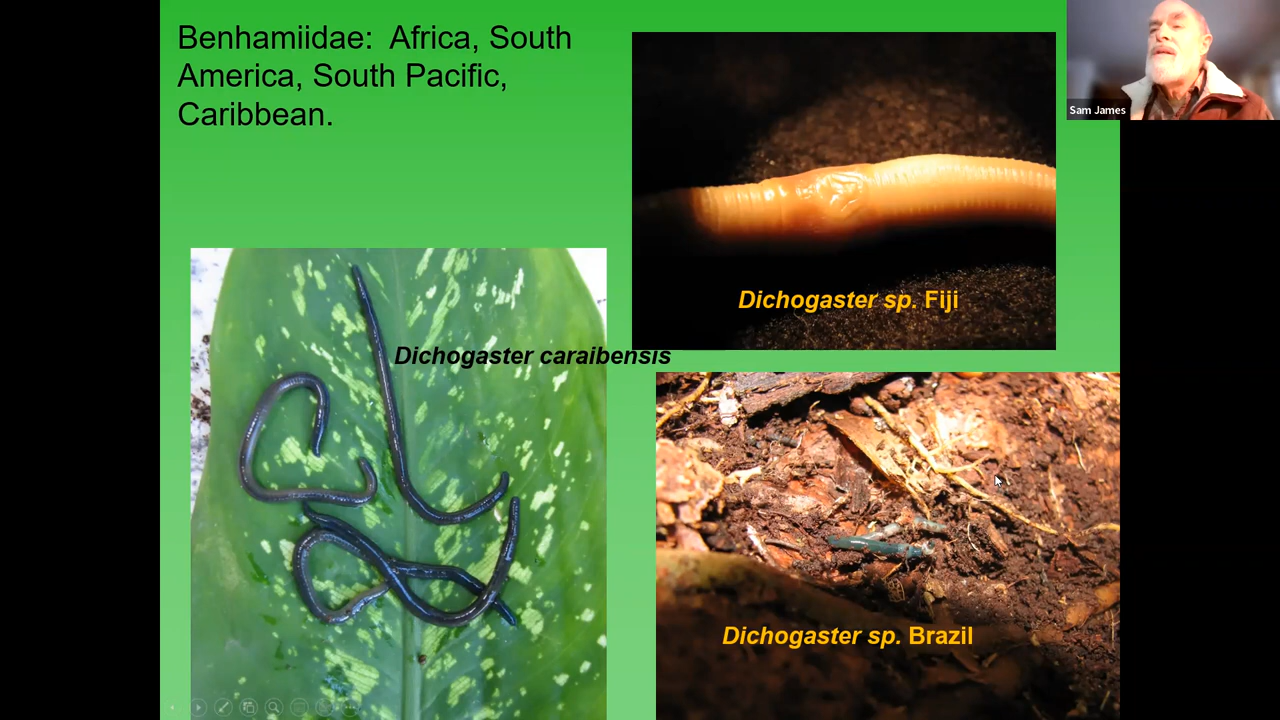 Benhamiidae:  Africa, South
America, South Pacific,
Caribbean.
Sam James
Dichogaster sp. Fiji
Dichogaster caraibensis
Dichogaster sp. Brazil